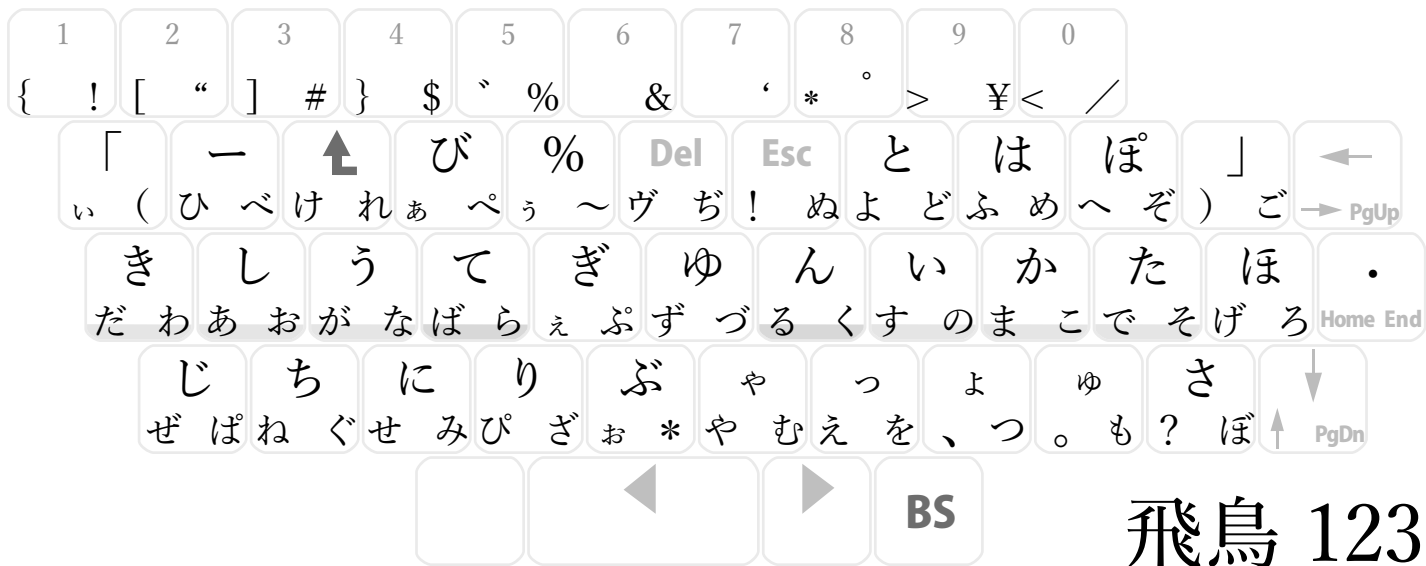 1 2 3 4 5 6 7 8 9 0
{ ! [ “ ] # } $ ゛ % & ‘ * ゜ > ¥ < ／
「 ー び % Del Esc と は ぽ 」
ぃ ( ひ べ け れ ぁ ぺ ぅ ～ ヴ ぢ ! ぬ よ ど ふ め へ ぞ ) ご PgUp
き し う て ぎ ゆ ん い か た ほ ・
だ わ あ お が な ば ら ぇ ぷ ず づ る く す の ま こ で そ げ ろ Home End
じ ち に り ぶ ゃ っ ょ ゅ さ
ぜ ぱ ね ぐ せ み ぴ ざ ぉ * や む え を 、 つ 。 も ? ぼ PgDn
BS
飛鳥 123